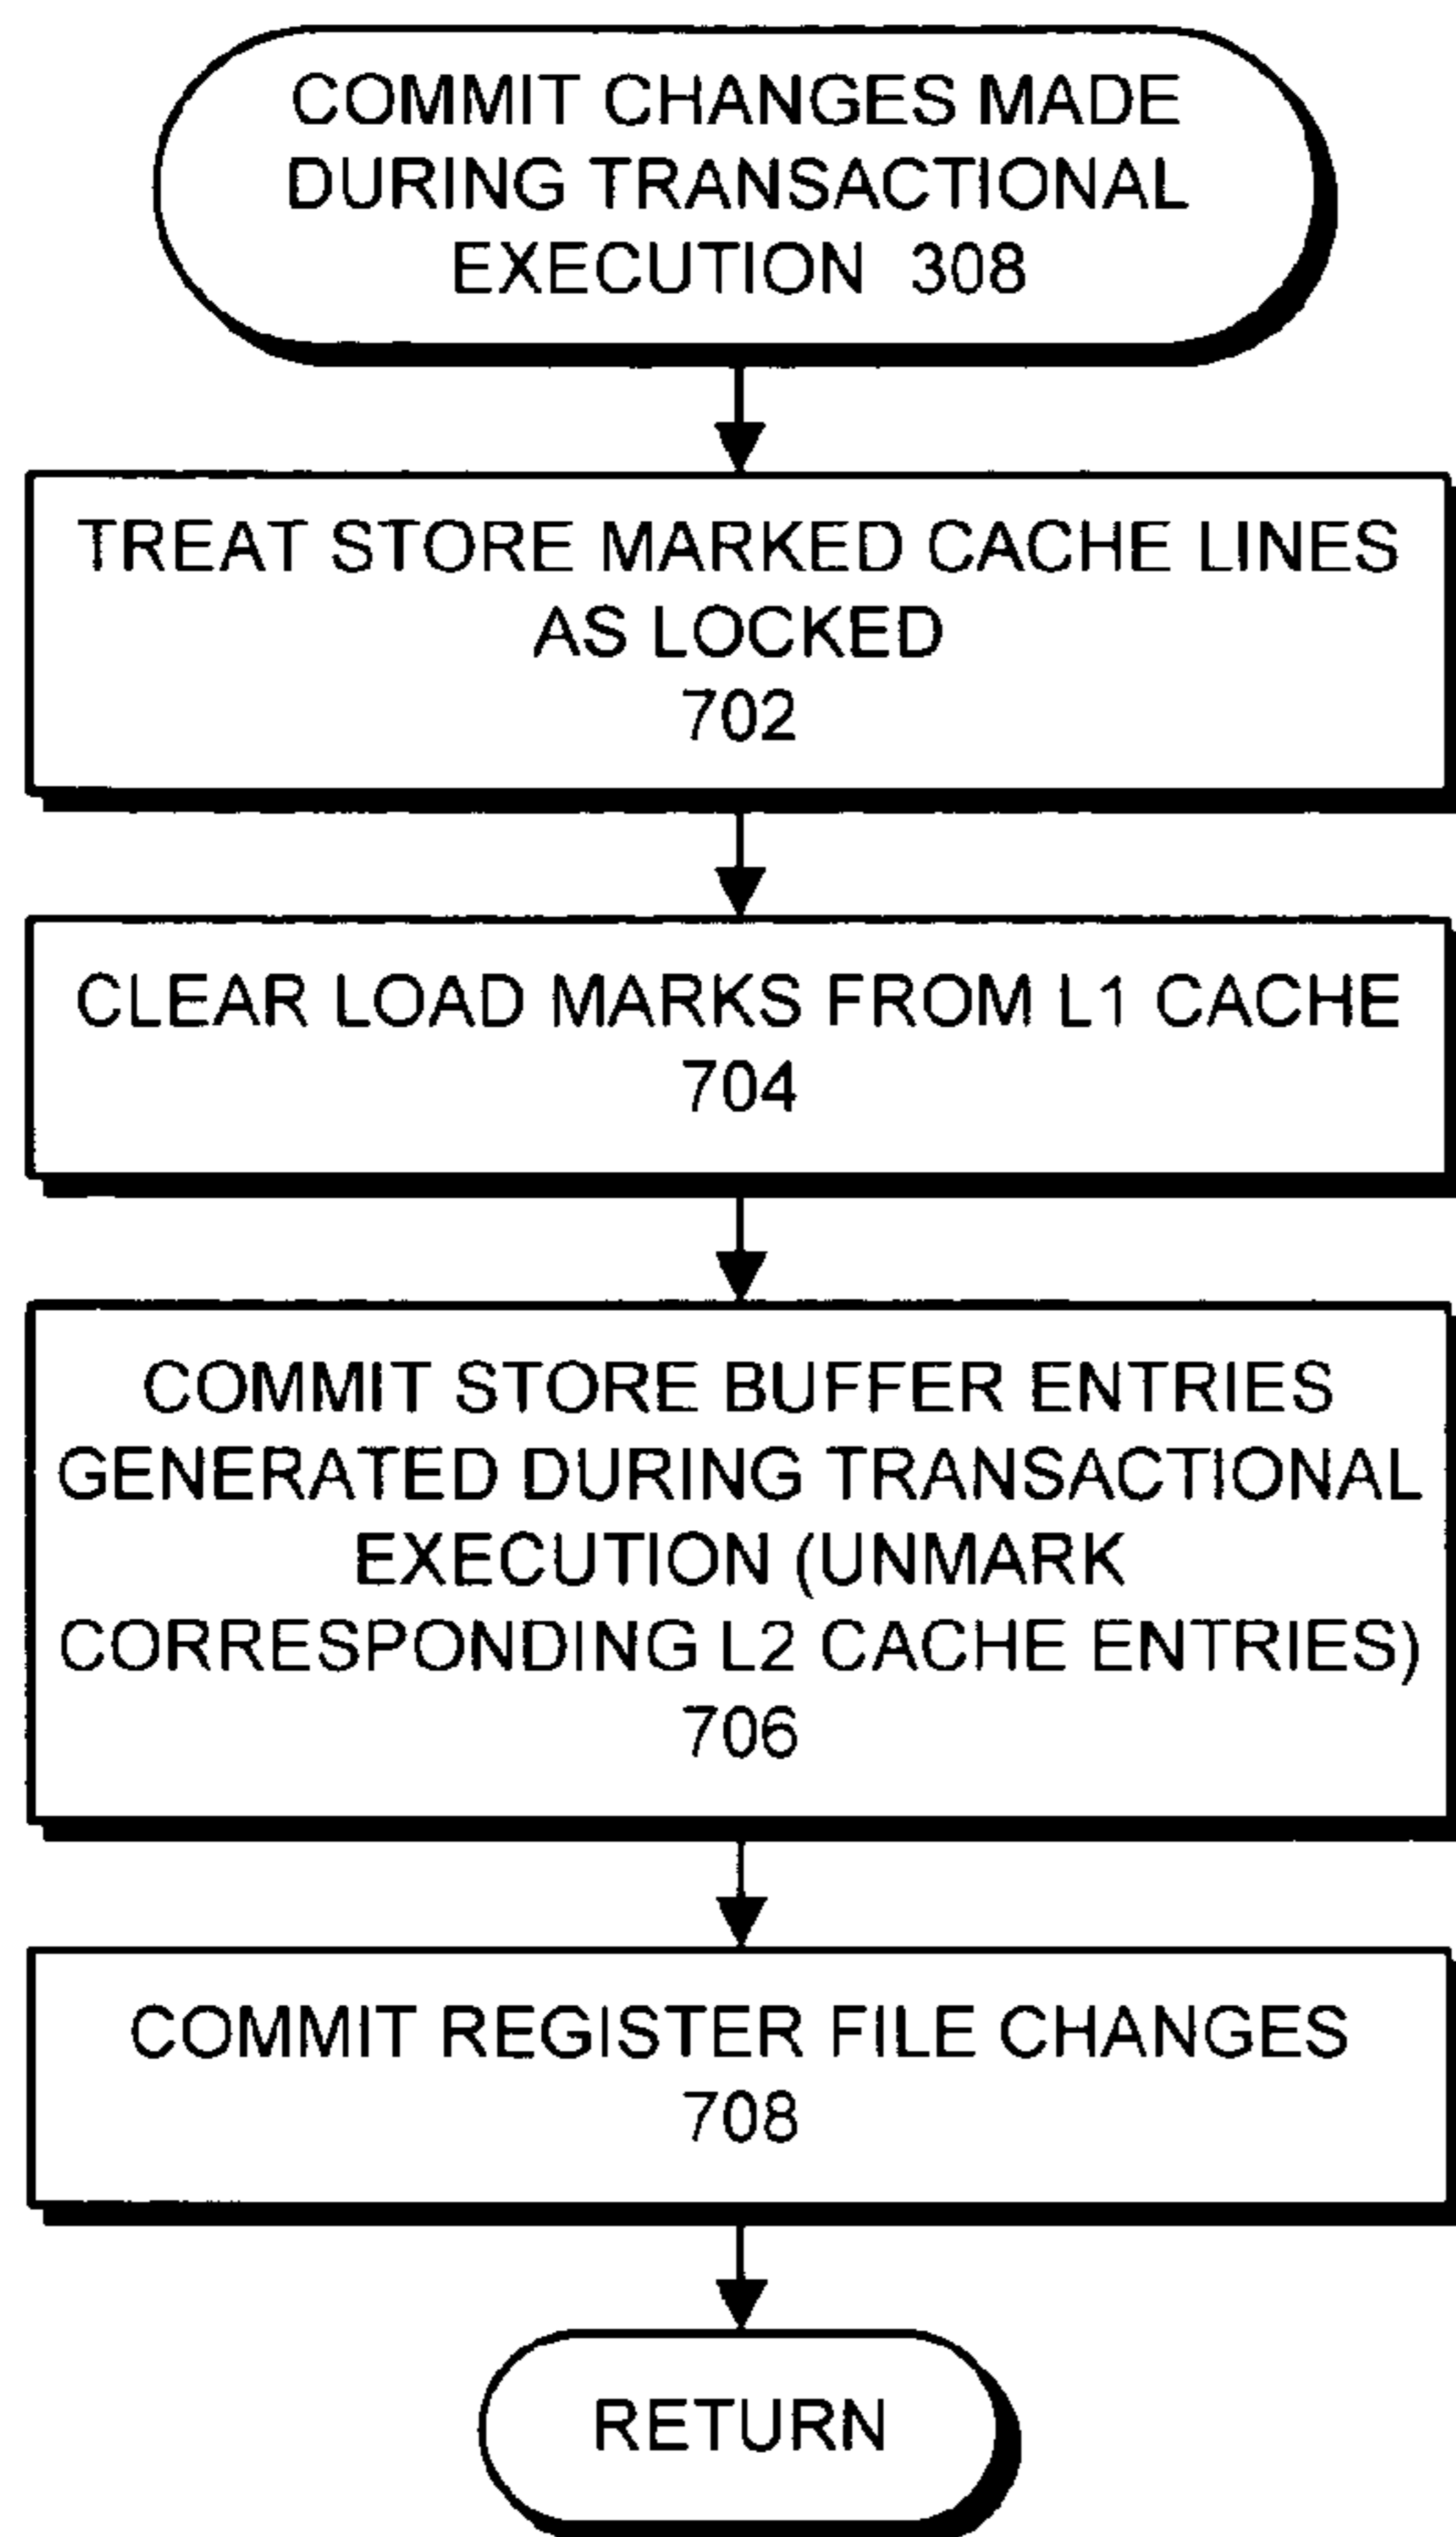 COMMIT CHANGES MADE
DURING TRANSACTIONAL
EXECUTION 308
TREAT STORE MARKED CACHE LINES
AS LOCKED
702
CLEAR LOAD MARKS FROM L1 CACHE
704
COMMIT STORE BUFFER ENTRIES
GENERATED DURING TRANSACTIONAL
EXECUTION (UNMARK
CORRESPONDING L2 CACHE ENTRIES)
706
COMMIT REGISTER FILE CHANGES
708
RETURN